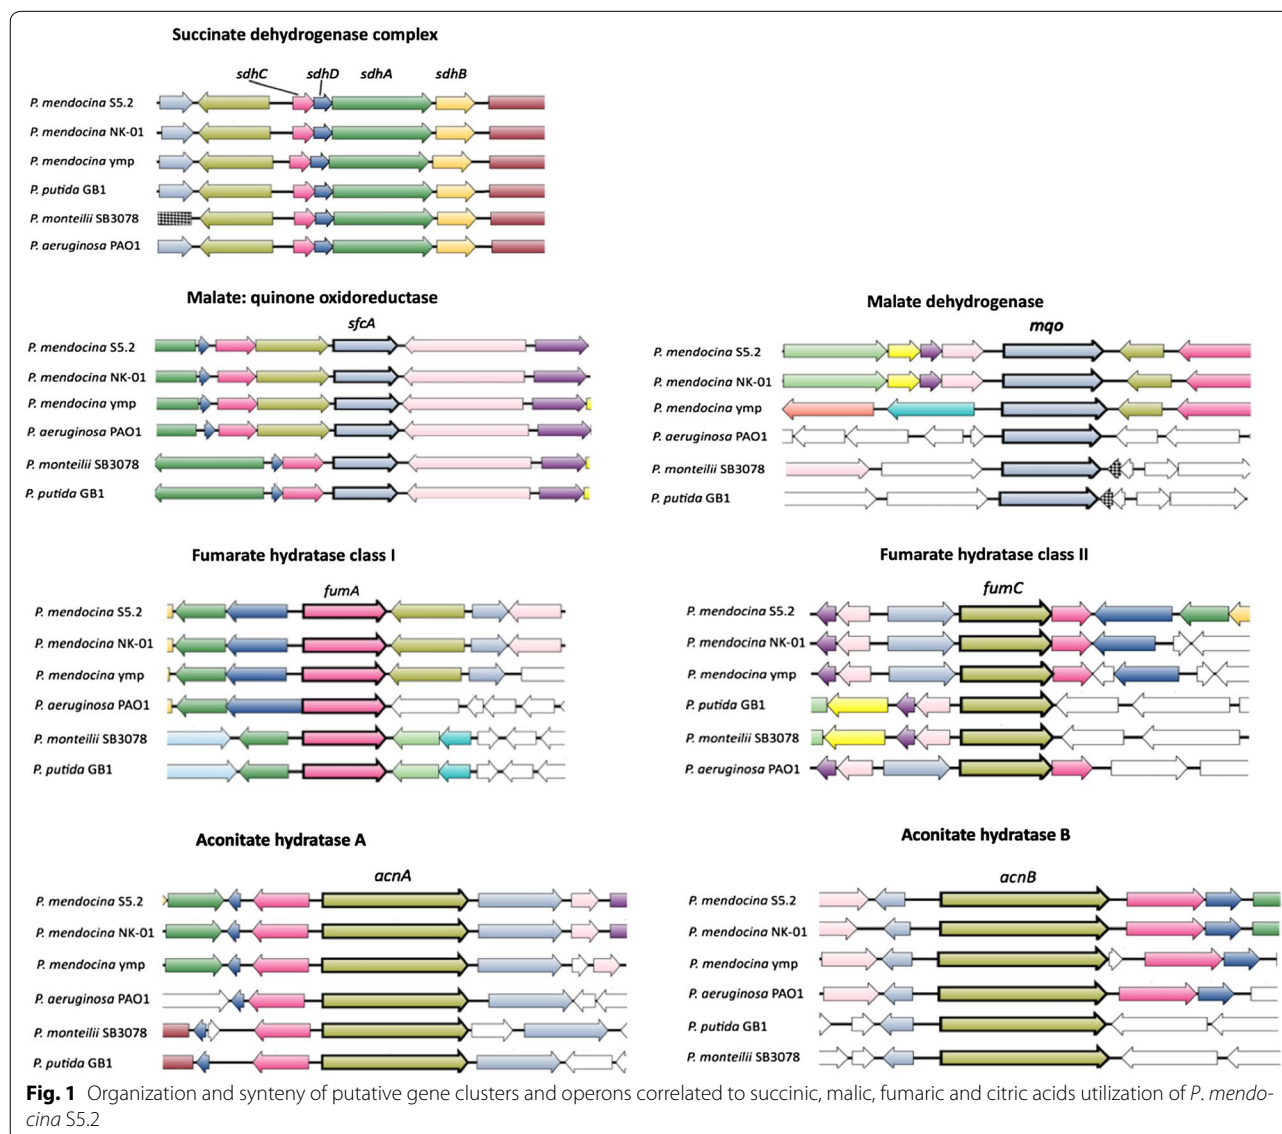 Succinate dehydrogenase complex
sdhC sdhD sdhA sdhB
P. mendocina S5.2
P. mendocina NK-01
P. mendocina ymp
P. putida GB1
P. monteilii SB3078
P. aeruginosa PAO1
Malate: quinone oxidoreductase
sfcA
P. mendocina S5.2
P. mendocina NK-01
P. mendocina ymp
P. aeruginosa PAO1
P. monteilii SB3078
P. putida GB1
Malate dehydrogenase
mqo
P. mendocina S5.2
P. mendocina NK-01
P. mendocina ymp
P. aeruginosa PAO1
P. monteilii SB3078
P. putida GB1
Fumarate hydratase class I
fumA
P. mendocina S5.2
P. mendocina NK-01
P. mendocina ymp
P. aeruginosa PAO1
P. monteilii SB3078
P. putida GB1
Fumarate hydratase class II
fumC
P. mendocina S5.2
P. mendocina NK-01
P. mendocina ymp
P. putida GB1
P. monteilii SB3078
P. aeruginosa PAO1
Aconitate hydratase A
acnA
P. mendocina S5.2
P. mendocina NK-01
P. mendocina ymp
P. aeruginosa PAO1
P. monteilii SB3078
P. putida GB1
Aconitate hydratase B
acnB
P. mendocina S5.2
P. mendocina NK-01
P. mendocina ymp
P. aeruginosa PAO1
P. putida GB1
P. monteilii SB3078
Fig. 1 Organization and synteny of putative gene clusters and operons correlated to succinic, malic, fumaric and citric acids utilization of P. mendo-
cina S5.2